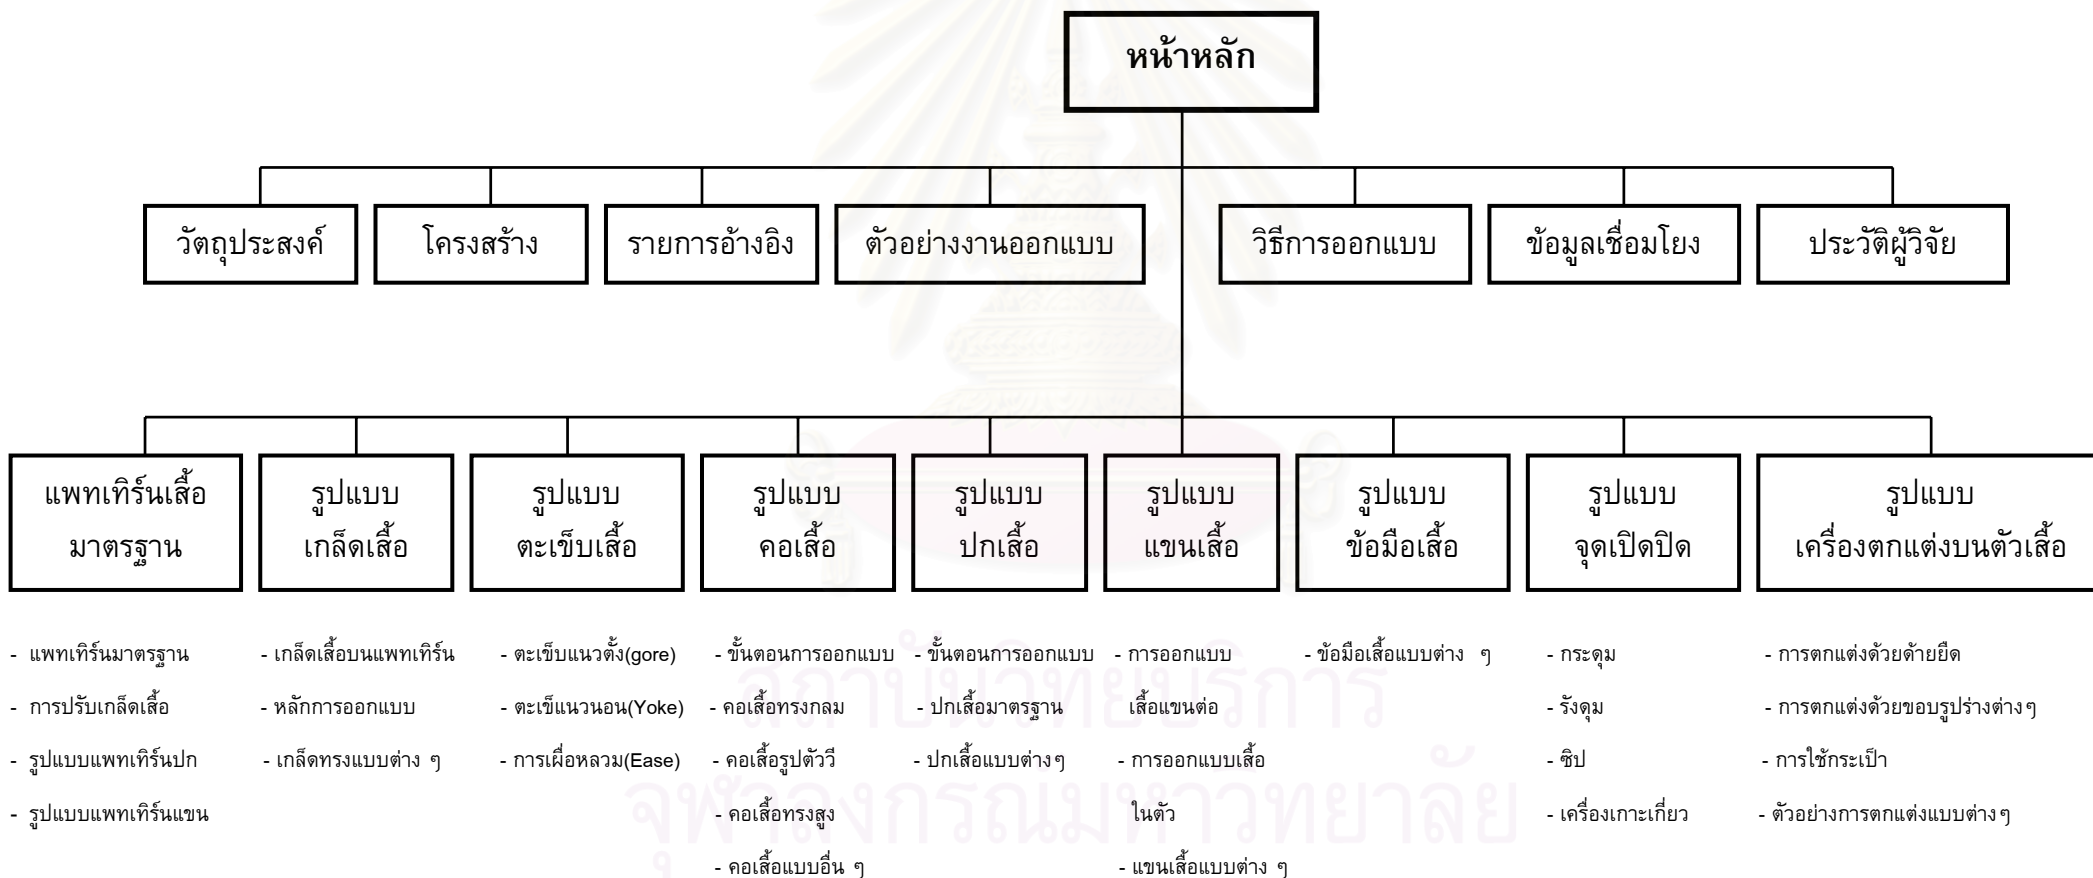 หน้าหลัก
วัตถุประสงค์
โครงสร้าง
รายการอ้างอิง
ตัวอย่างงานออกแบบ
วิธีการออกแบบ
ข้อมูลเชื่อมโยง
ประวัติผู้วิจัย
แพทเทิร์นเสื้อ
มาตรฐาน
รูปแบบ
เกล็ดเสื้อ
รูปแบบ
ตะเข็บเสื้อ
รูปแบบ
คอเสื้อ
รูปแบบ
ปกเสื้อ
รูปแบบ
แขนเสื้อ
รูปแบบ
ข้อมือเสื้อ
รูปแบบ
จุดเปิดปิด
รูปแบบ
เครื่องตกแต่งบนตัวเสื้อ
- แพทเทิร์นมาตรฐาน
- การปรับเกล็ดเสื้อ
- รูปแบบแพทเทิร์นปก
- รูปแบบแพทเทิร์นแขน
- เกล็ดเสื้อบนแพทเทิร์น
- หลักการออกแบบ
- เกล็ดทรงแบบต่าง ๆ
- ตะเข็บแนวตั้ง(gore)
- ตะเข็แนวนอน(Yoke)
- การเผื่อหลวม(Ease)
- ขั้นตอนการออกแบบ
- คอเสื้อทรงกลม
- คอเสื้อรูปตัววี
- คอเสื้อทรงสูง
- คอเสื้อแบบอื่น ๆ
- ขั้นตอนการออกแบบ
- ปกเสื้อมาตรฐาน
- ปกเสื้อแบบต่างๆ
- การออกแบบ
เสื้อแขนต่อ
- การออกแบบเสื้อ
ในตัว
- แขนเสื้อแบบต่าง ๆ
- ข้อมือเสื้อแบบต่าง ๆ
- กระดุม
- รังดุม
- ซิป
- เครื่องเกาะเกี่ยว
- การตกแต่งด้วยด้ายยืด
- การตกแต่งด้วยขอบรูปร่างต่างๆ
- การใช้กระเป๋า
- ตัวอย่างการตกแต่งแบบต่างๆ
สถาบันวิทยบริการ
จุฬาลงกรณ์มหาวิทยาลัย